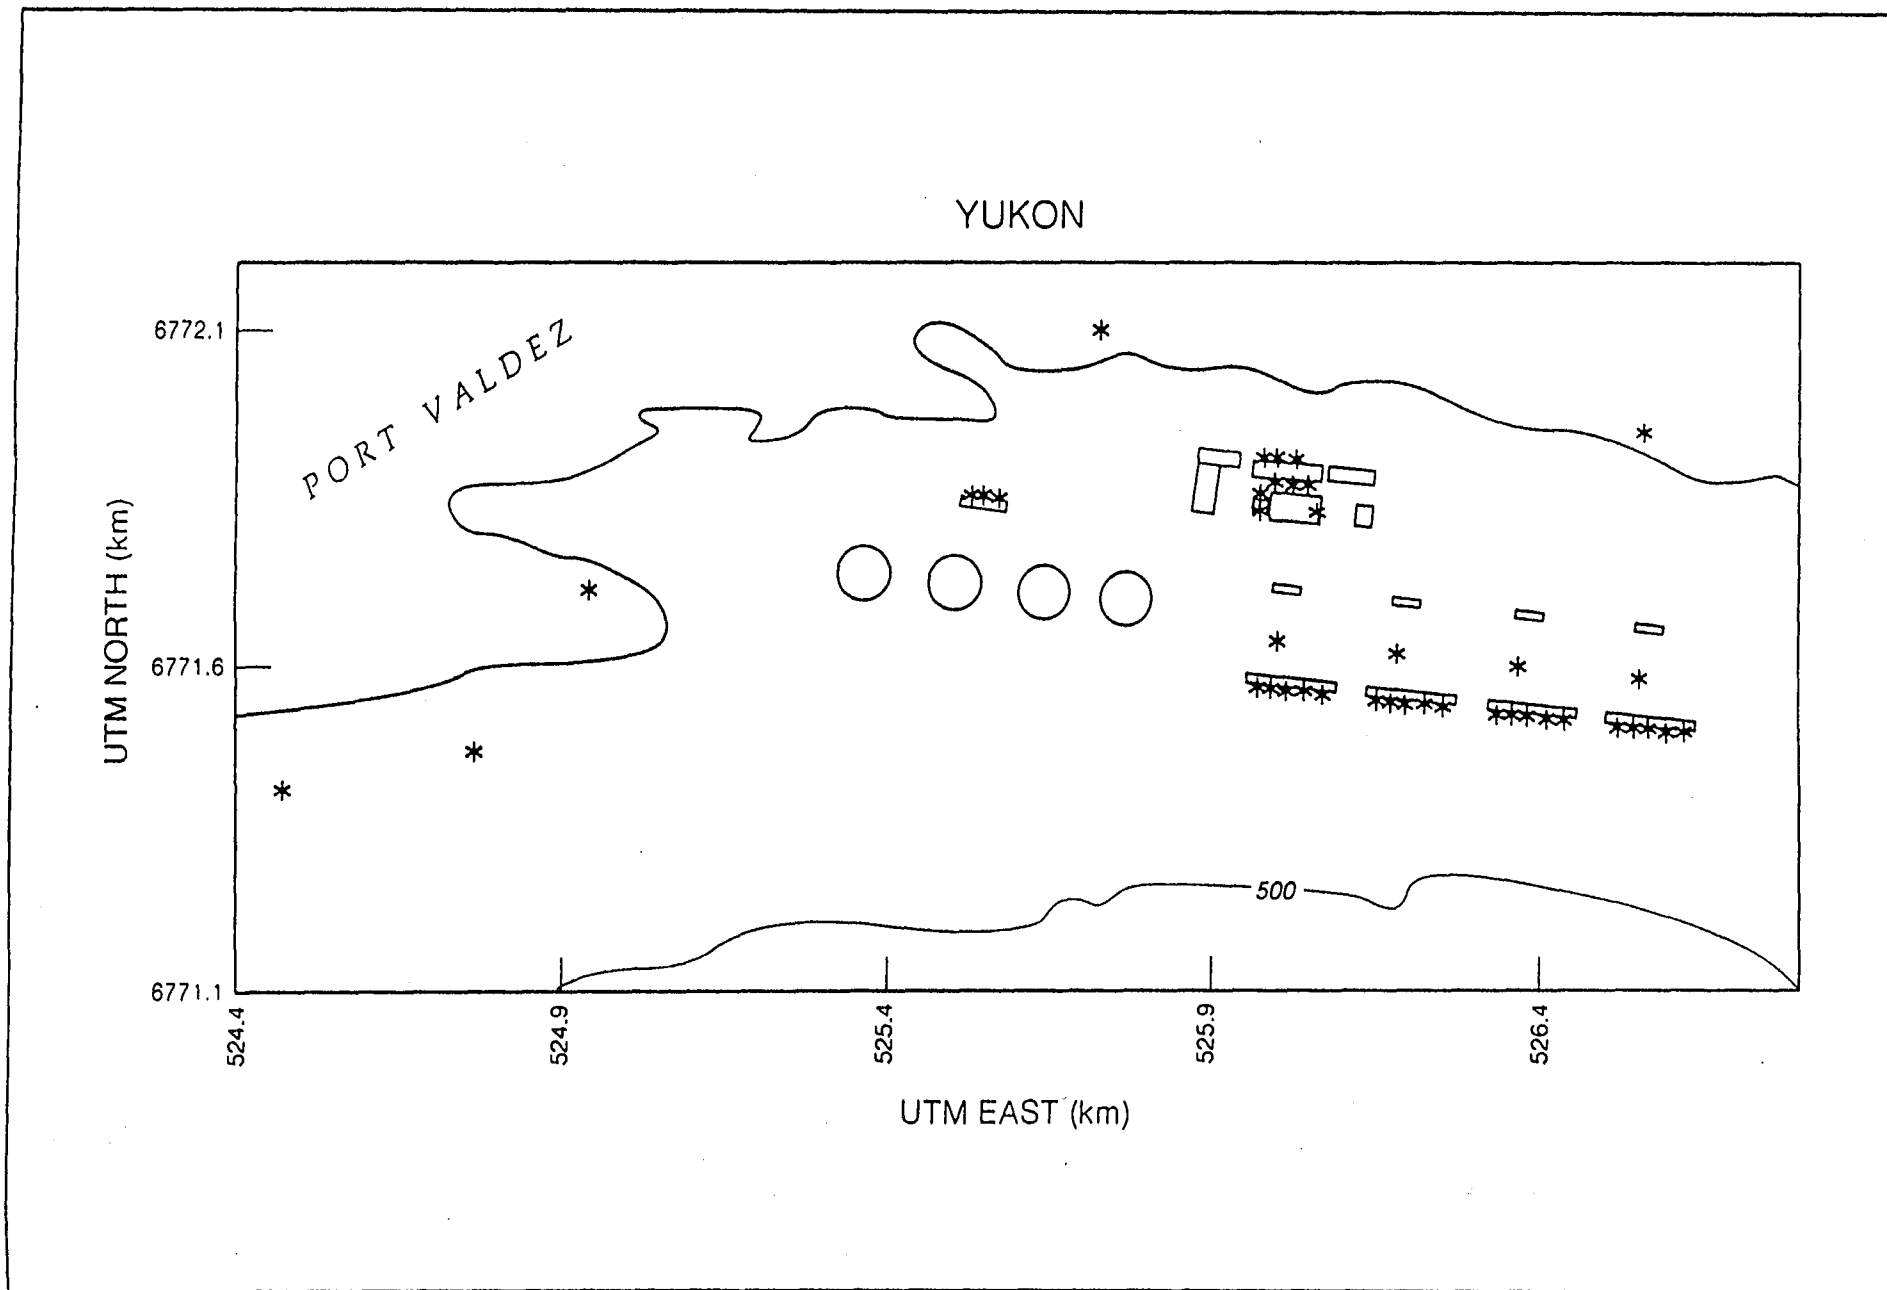 YUKON
PORT VALDEZ
UTM NORTH (km)
6772.1
6771.6
6771.1
500
524.4
524.9
525.4
525.9
526.4
UTM EAST (km)